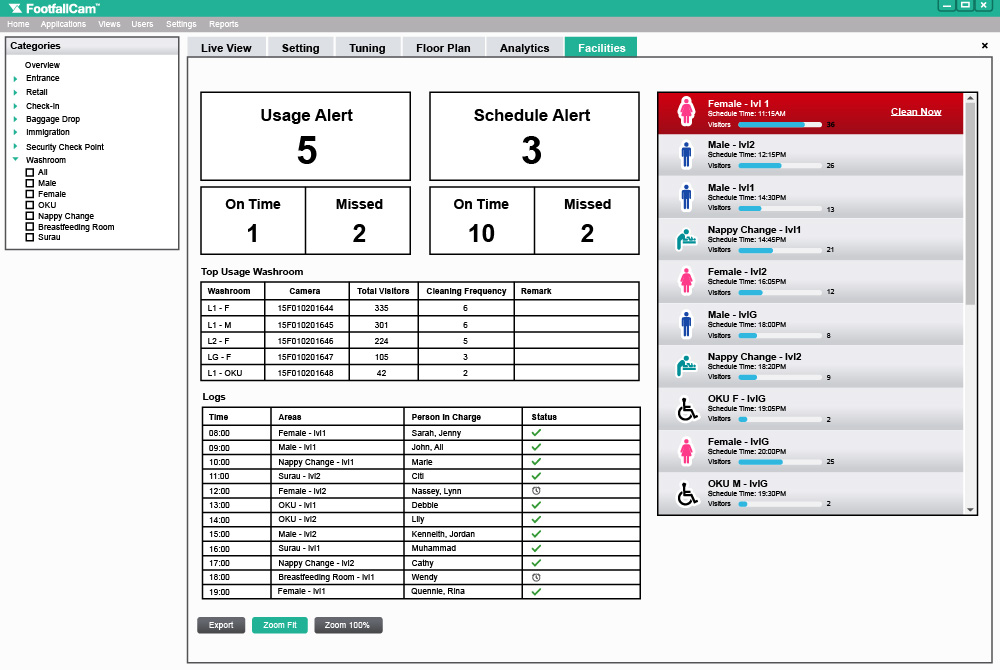 FootfallCam™
Home Applications Views Users Settings Reports
Categories
Overview
Entrance
Retail
Check-in
Baggage Drop
Immigration
Security Check Point
Washroom
All
Male
Female
OKU
Nappy Change
Breastfeeding Room
Surau
Live View Setting Tuning Floor Plan Analytics Facilities
Usage Alert
5
On Time Missed
1 2
Schedule Alert
3
On Time Missed
10 2
Top Usage Washroom
Washroom Camera Total Visitors Cleaning Frequency Remark
L1 - F 15F010201644 335 6
L1 - M 15F010201645 301 6
L2 - F 15F010201646 224 5
LG - F 15F010201647 105 3
L1 - OKU 15F010201648 42 2
Logs
Time Areas Person In Charge Status
08:00 Female - lvl1 Sarah, Jenny
09:00 Male - lvl1 John, Ali
10:00 Nappy Change - lvl1 Marie
11:00 Surau - lvl2 Citi
12:00 Female - lvl2 Nassey, Lynn
13:00 OKU - lvl1 Debbie
14:00 OKU - lvl2 Lily
15:00 Male - lvl2 Kenneith, Jordan
16:00 Surau - lvl1 Muhammad
17:00 Nappy Change - lvl2 Cathy
18:00 Breastfeeding Room - lvl1 Wendy
19:00 Female - lvl1 Quennie, Rina
Export Zoom Fit Zoom 100%
Female - lvl 1
Schedule Time: 11:15AM
Clean Now
Visitors 36
Male - lvl2
Schedule Time: 12:15PM
Visitors 26
Male - lvl1
Schedule Time: 14:30PM
Visitors 13
Nappy Change - lvl1
Schedule Time: 14:45PM
Visitors 21
Female - lvl2
Schedule Time: 16:05PM
Visitors 12
Male - lvlG
Schedule Time: 18:00PM
Visitors 8
Nappy Change - lvl2
Schedule Time: 18:20PM
Visitors 9
OKU F - lvlG
Schedule Time: 19:05PM
Visitors 2
Female - lvlG
Schedule Time: 20:00PM
Visitors 25
OKU M - lvlG
Schedule Time: 19:30PM
Visitors 2